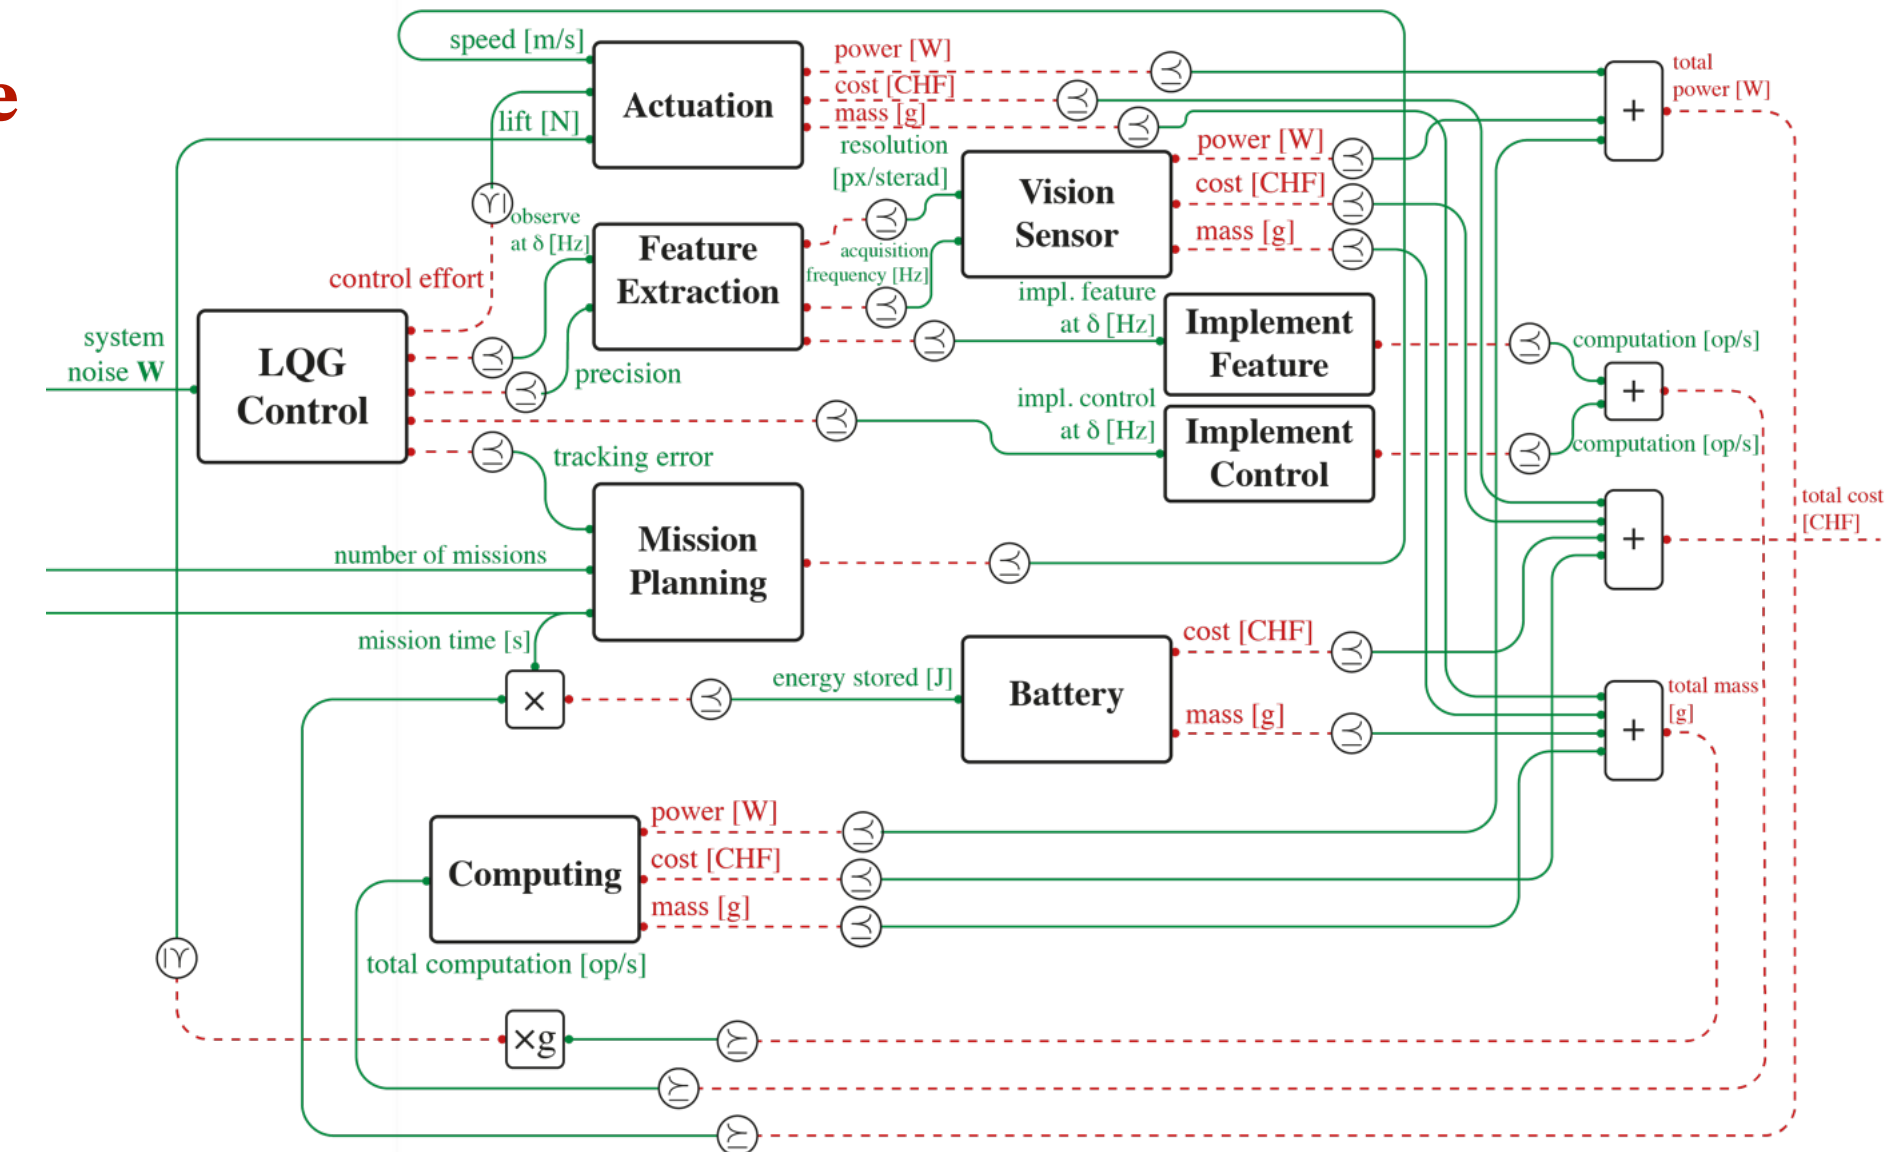 e
speed [m/s]
lift [N]
Actuation
power [W]
cost [CHF]
mass [g]
total
power [W]
+
resolution
[px/sterad]
Vision
Sensor
power [W]
cost [CHF]
mass [g]
observe
at δ [Hz]
Feature
Extraction
acquisition
frequency [Hz]
control effort
system
noise W
LQG
Control
precision
impl. feature
at δ [Hz]
Implement
Feature
computation [op/s]
+
impl. control
at δ [Hz]
Implement
Control
computation [op/s]
tracking error
Mission
Planning
number of missions
mission time [s]
total cost
[CHF]
+
×
energy stored [J]
Battery
cost [CHF]
mass [g]
total mass
[g]
+
Computing
power [W]
cost [CHF]
mass [g]
total computation [op/s]
×g